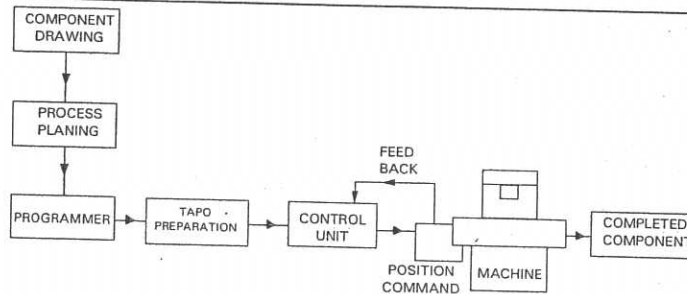 COMPONENT
DRAWING
PROCESS
PLANING
PROGRAMMER
TAPO
PREPARATION
CONTROL
UNIT
FEED
BACK
POSITION
COMMAND
MACHINE
COMPLETED
COMPONENT